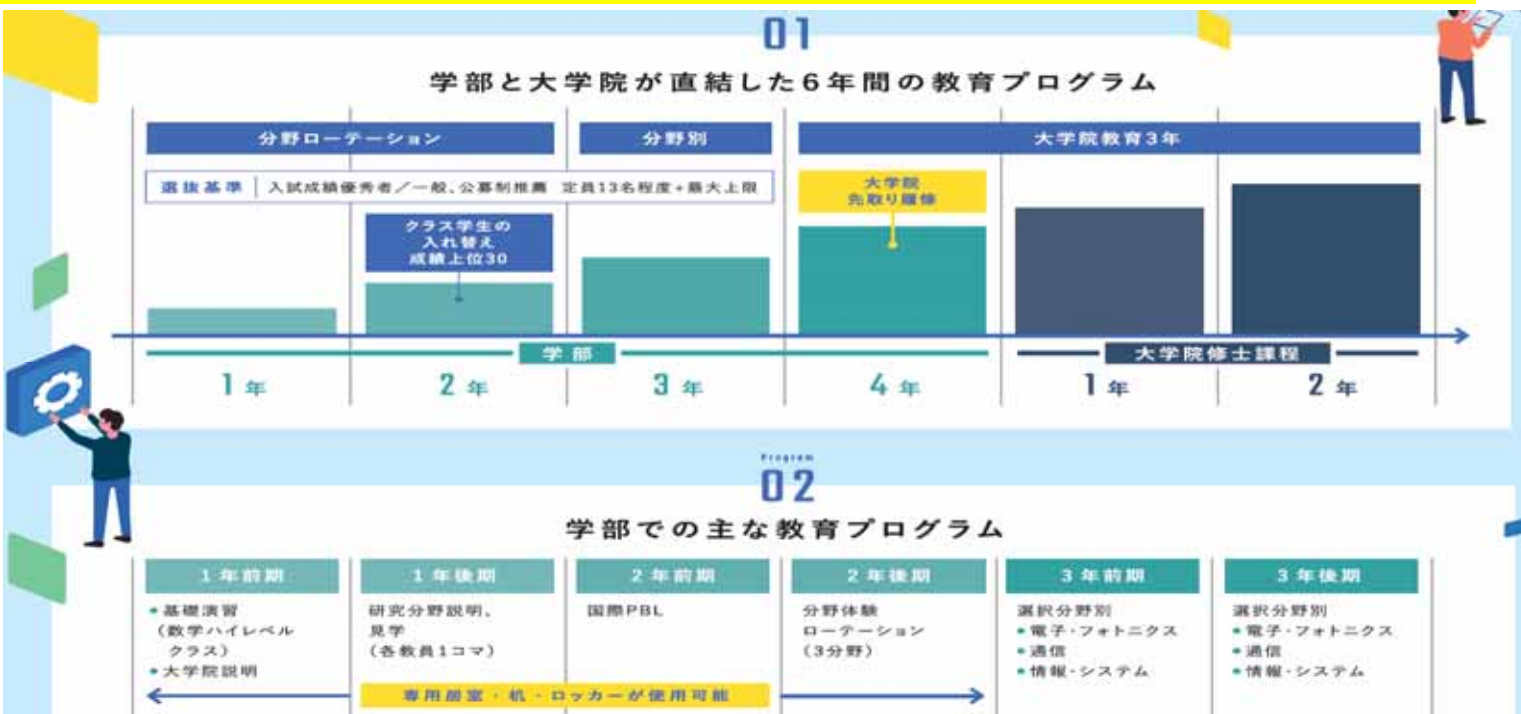 01
学部と大学院が直結した6年間の教育プログラム
分野ローテーション
分野別
大学院教育3年
選抜基準 入試成績優秀者／一般、公募制推薦 定員13名程度+最大上限
大学院
先取り履修
クラス学生の
入れ替え
成績上位30
学部
大学院修士課程
1年
2年
3年
4年
1年
2年
Program
02
学部での主な教育プログラム
1年前期
1年後期
2年前期
2年後期
3年前期
3年後期
•基礎演習
（数学ハイレベル
クラス）
•大学院説明
研究分野説明、
見学
（各教員1コマ）
国際PBL
分野体験
ローテーション
（3分野）
選択分野別
•電子・フォトニクス
•通信
•情報・システム
選択分野別
•電子・フォトニクス
•通信
•情報・システム
専用居室・机・ロッカーが使用可能